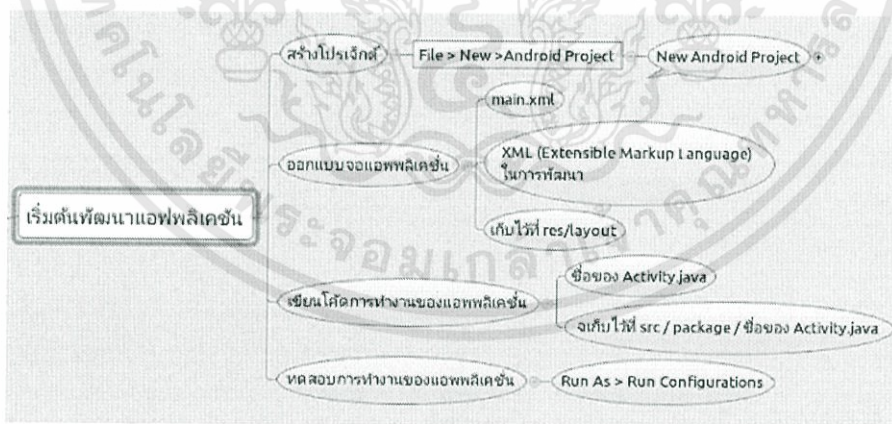 สร้างโปรเจ็กต์
File > New >Android Project
New Android Project
main.xml
ออกแบบจอแอพพลิเคชั่น
XML (Extensible Markup Language)
ในการพัฒนา
เก็บไว้ที่ res/layout
เริ่มต้นพัฒนาแอฟพลิเคชัน
เขียนโค๊ดการทำงานของแอพพลิเคชั่น
ชื่อของ Activity.java
จเก็บไว้ที่ src / package / ชื่อของ Activity.java
ทดสอบการทำงานของแอพพลิเคชั่น
Run As > Run Configurations